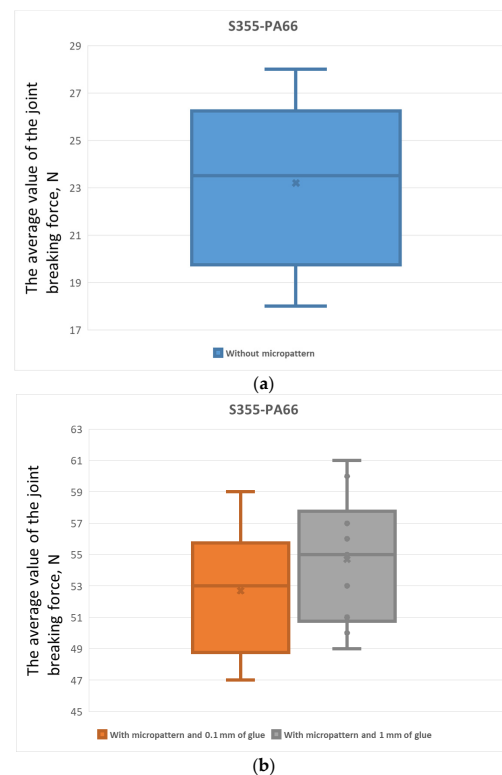 S355-PA66
29
27
25
23
21
19
17
The average value of the joint
breaking force, N
Without micropattern
(a)
S355-PA66
63
61
59
57
55
53
51
49
47
45
The average value of the joint
breaking force, N
With micropattern and 0.1 mm of glue With micropattern and 1 mm of glue
(b)